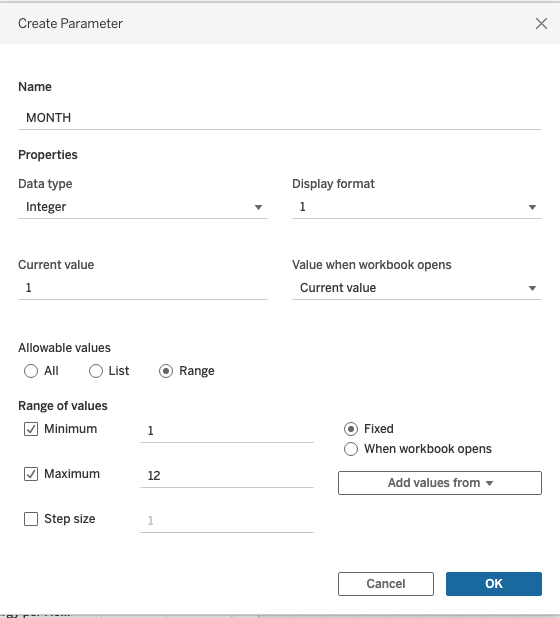 Create Parameter
Name
MONTH
Properties
Data type
Display format
Integer
1
Current value
Value when workbook opens
1
Current value
Allowable values
All
List
Range
Range of values
Minimum
1
Fixed
When workbook opens
Maximum
12
Add values from
Step size
1
Cancel
OK